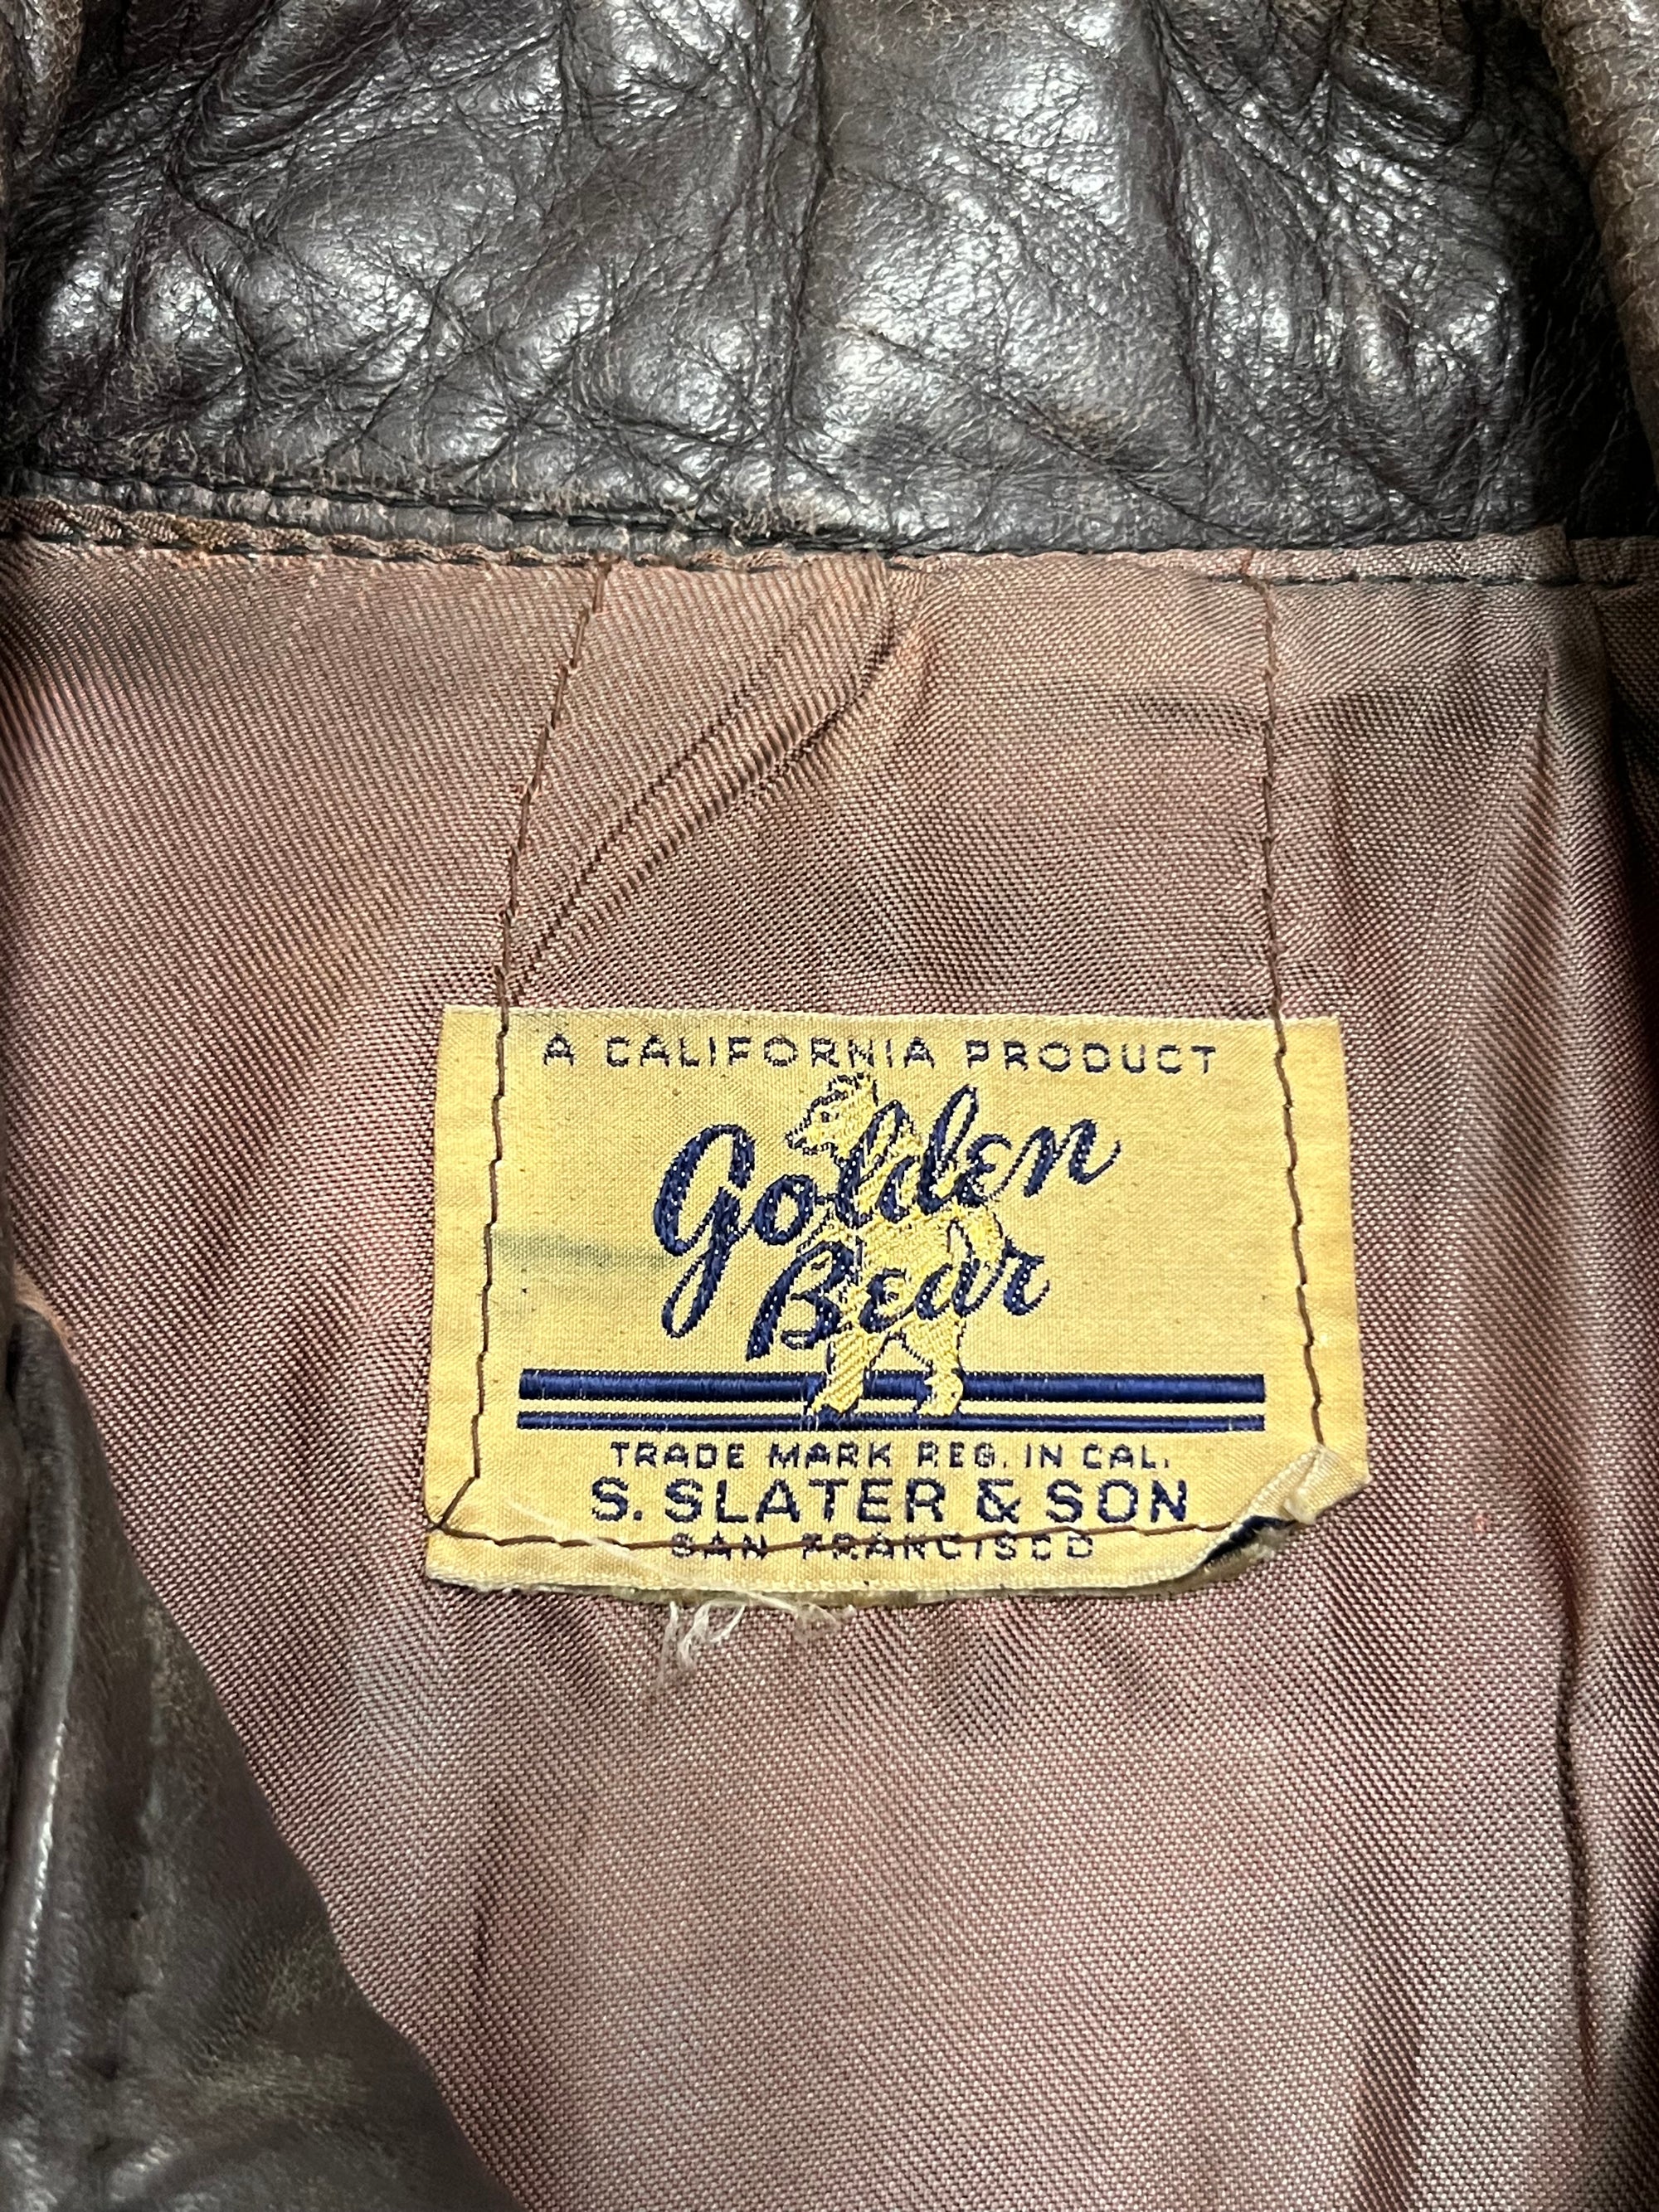 A CALIFORNIA PRODUCT
Golden
Bear
TRADE MARK REG. IN CAL.
S. SLATER & SON
SAN FRANCISCO